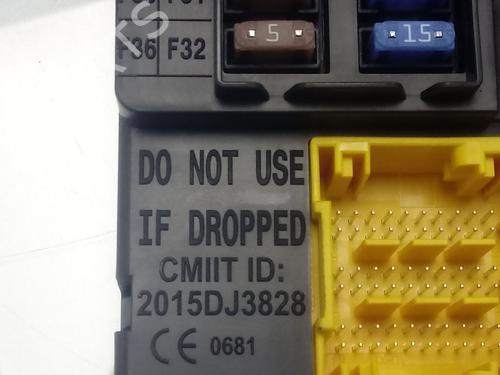 F36 F32
5
15
DO NOT USE
IF DROPPED
CMIIT ID:
2015DJ3828
CE 0681